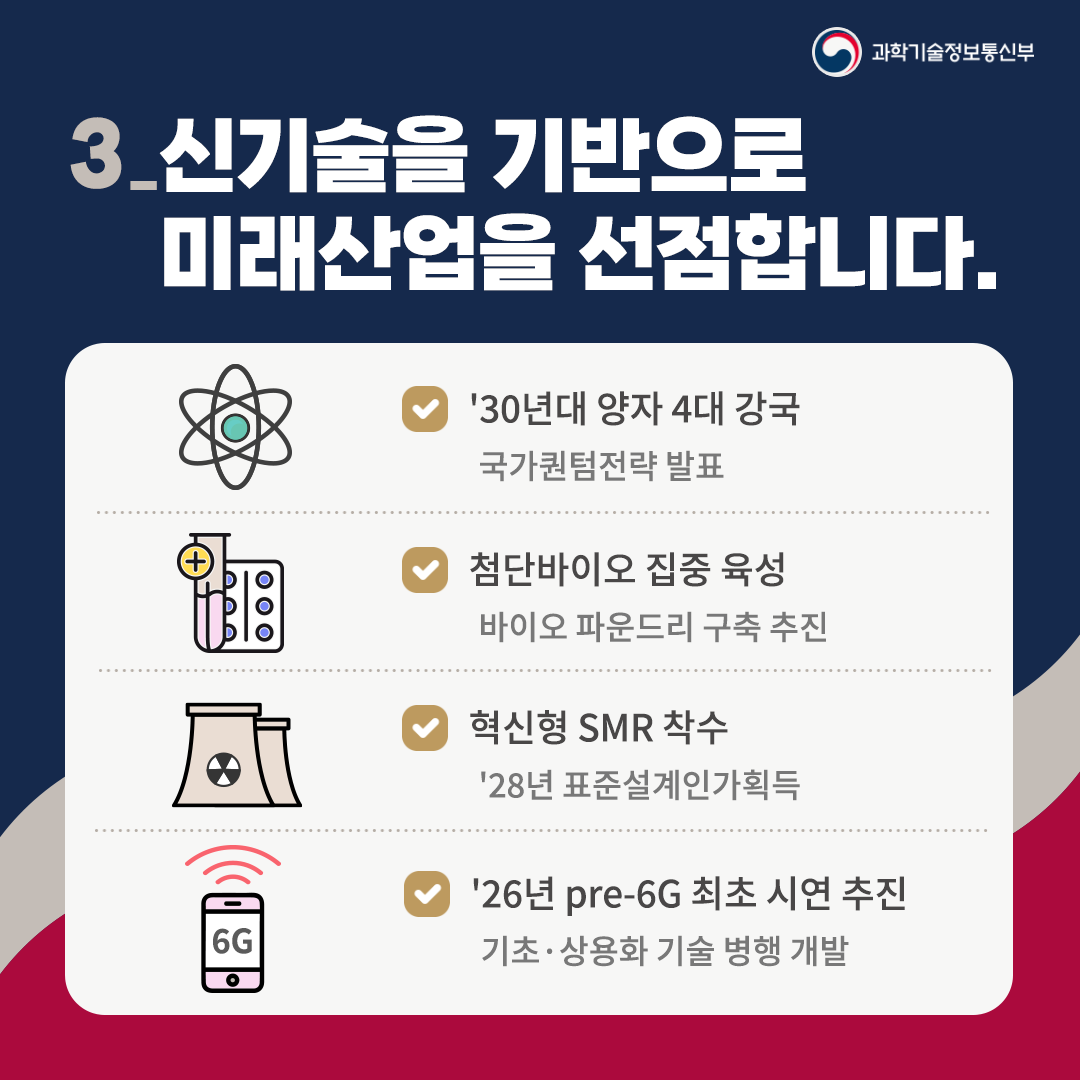 과학기술정보통신부
3_신기술을 기반으로
미래산업을 선점합니다.
'30년대 양자 4대 강국
국가퀀텀전략 발표
첨단바이오 집중 육성
바이오 파운드리 구축 추진
혁신형 SMR 착수
'28년 표준설계인가획득
'26년 pre-6G 최초 시연 추진
6G
기초·상용화 기술 병행 개발